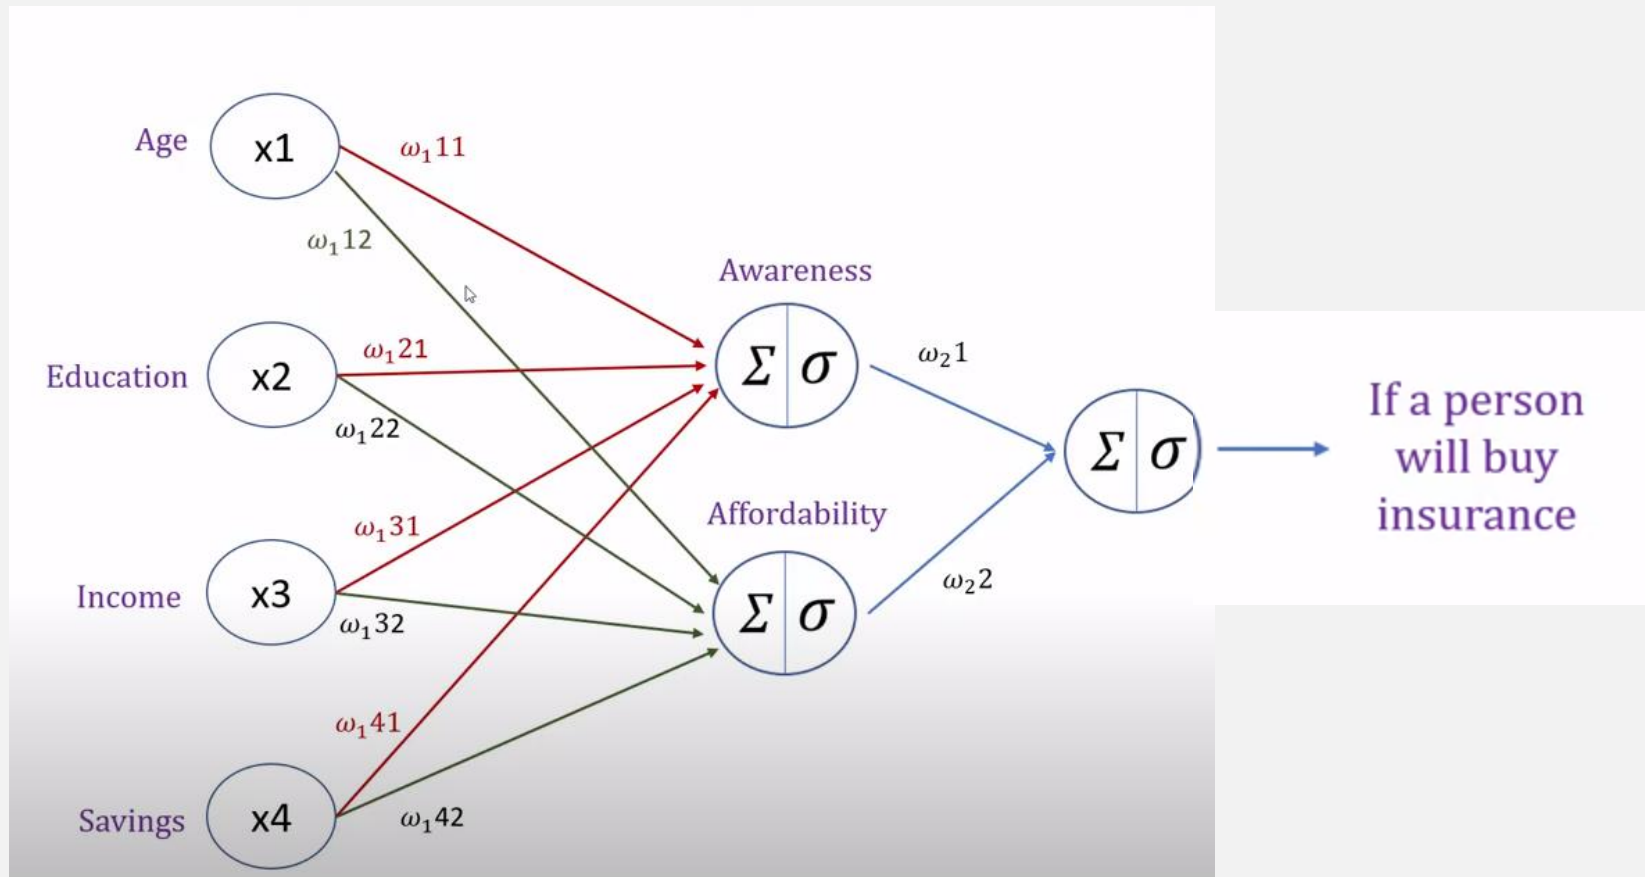 Age
x1
ω₁11
ω₁12
Awareness
Σ σ
Education
x2
ω₁21
ω₁22
ω₂1
Σ σ
If a person
will buy
insurance
Affordability
Σ σ
ω₂2
Income
x3
ω₁31
ω₁32
Savings
x4
ω₁41
ω₁42